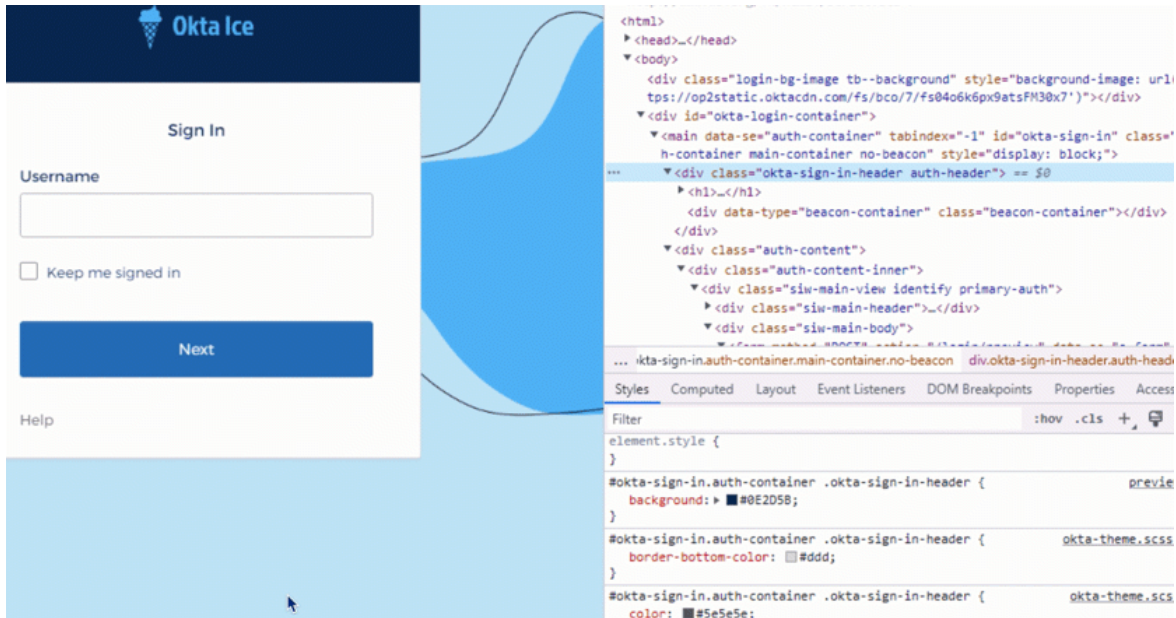 Okta Ice
Sign In
Username
Keep me signed in
Next
Help
<html>
<head>…</head>
<body>
<div class="login-bg-image tb--background" style="background-image: url(
tps://op2static.oktacdn.com/fs/bco/7/fs04o6k6px9atsFM30x7')"></div>
<div id="okta-login-container">
<main data-se="auth-container" tabindex="-1" id="okta-sign-in" class="
h-container main-container no-beacon" style="display: block;">
... <div class="okta-sign-in-header auth-header"> == $0
<h1>…</h1>
<div data-type="beacon-container" class="beacon-container"></div>
</div>
<div class="auth-content">
<div class="auth-content-inner">
<div class="siw-main-view identify primary-auth">
<div class="siw-main-header">…</div>
<div class="siw-main-body">
... kta-sign-in.auth-container.main-container.no-beacon div.okta-sign-in-header.auth-heade
Styles Computed Layout Event Listeners DOM Breakpoints Properties Access
Filter :hov .cls +
element.style {
}
#okta-sign-in.auth-container .okta-sign-in-header { preview
background: #0E2D5B;
}
#okta-sign-in.auth-container .okta-sign-in-header { okta-theme.scss
border-bottom-color: #ddd;
}
#okta-sign-in.auth-container .okta-sign-in-header { okta-theme.scs
color: #5e5e5e;